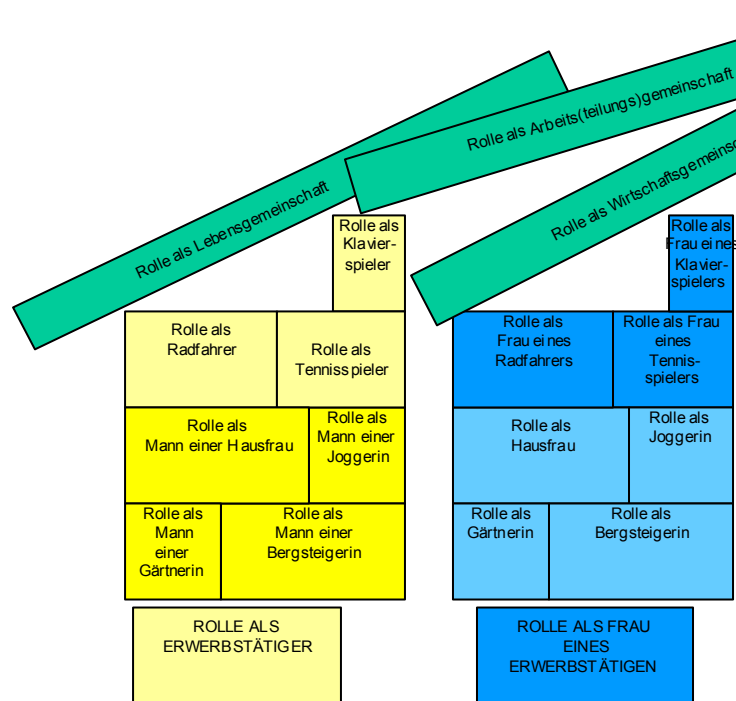 Rolle als Lebensgemeinschaft
Rolle als Arbeits(teilungs)gemeinschaft
Rolle als
Klavier-
spieler
Rolle als
Radfahrer
Rolle als
Tennisspieler
Rolle als
Mann einer Hausfrau
Rolle als
Mann einer
Joggerin
Rolle als
Mann
einer
Gärtnerin
Rolle als
Mann einer
Bergsteigerin
ROLLE ALS
ERWERBSTÄTIGER
Rolle als Wirtschaftsgemeinsc
Rolle als
Frau eines
Klavier-
spielers
Rolle als
Frau eines
Radfahrers
Rolle als Frau
eines
Tennis-
spielers
Rolle als
Hausfrau
Rolle als
Joggerin
Rolle als
Gärtnerin
Rolle als
Bergsteigerin
ROLLE ALS FRAU
EINES
ERWERBSTÄTIGEN